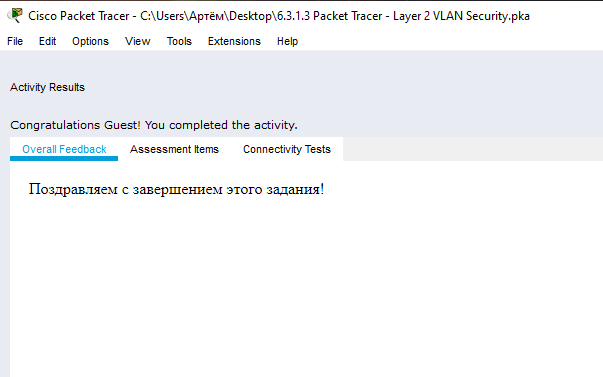 Cisco Packet Tracer - C:\Users\Артём\Desktop\6.3.1.3 Packet Tracer - Layer 2 VLAN Security.pka
File Edit Options View Tools Extensions Help
Activity Results
Congratulations Guest! You completed the activity.
Overall Feedback Assessment Items Connectivity Tests
Поздравляем с завершением этого задания!